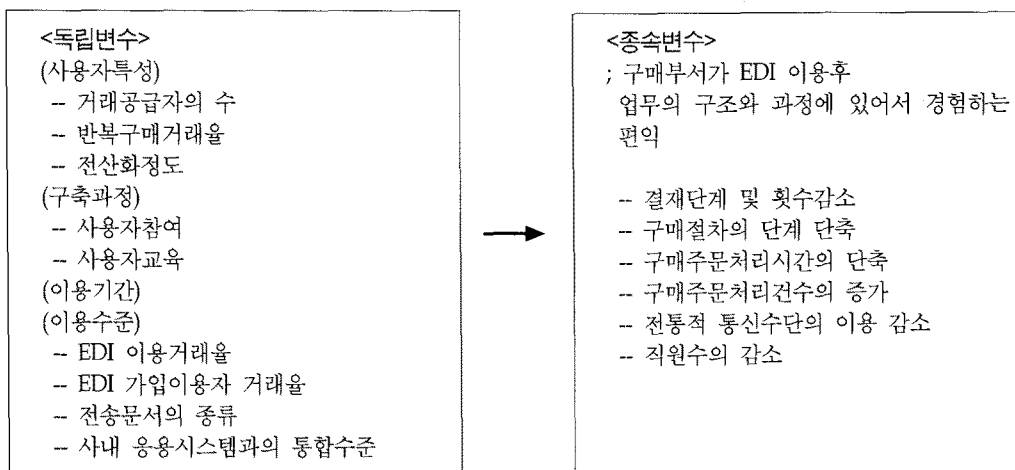 <독립변수>
(사용자특성)
-- 거래공급자의 수
-- 반복구매거래율
-- 전산화정도
(구축과정)
-- 사용자참여
-- 사용자교육
(이용기간)
(이용수준)
-- EDI 이용거래율
-- EDI 가입이용자 거래율
-- 전송문서의 종류
-- 사내 응용시스템과의 통합수준
<종속변수>
; 구매부서가 EDI 이용후
업무의 구조와 과정에 있어서 경험하는
편익
-- 결재단계 및 횟수감소
-- 구매절차의 단계 단축
-- 구매주문처리시간의 단축
-- 구매주문처리건수의 증가
-- 전통적 통신수단의 이용 감소
-- 직원수의 감소